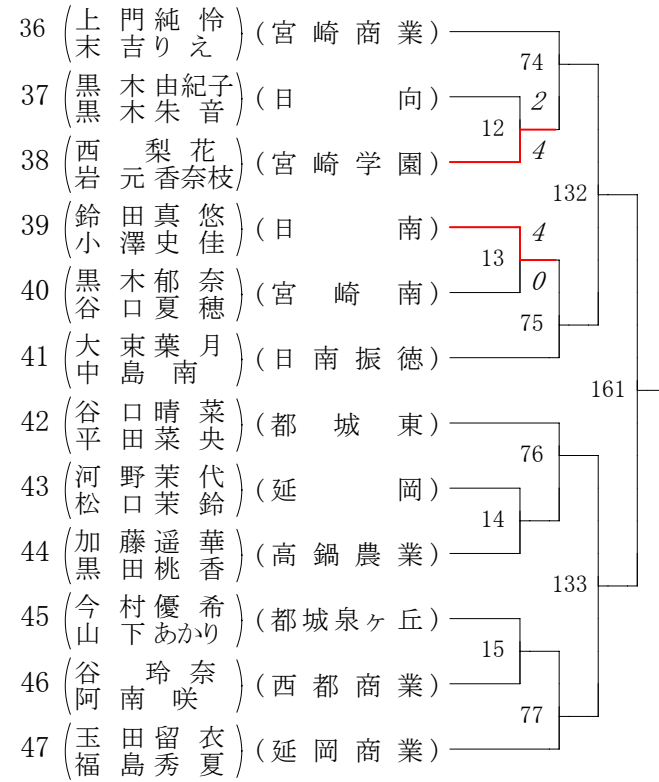 36 (上門純怜 末吉りえ) (宮崎商業)
74
37 (黒木由紀子 黒木朱音) (日向)
2
12
4
38 (西梨花 岩元香奈枝) (宮崎学園)
132
39 (鈴田真悠 小澤史佳) (日南)
4
13
0
40 (黒木郁奈 谷口夏穂) (宮崎南)
75
41 (大束葉月 中島南) (日南振徳)
161
42 (谷口晴菜 平田菜央) (都城東)
76
43 (河野茉代 松口茉鈴) (延岡)
14
44 (加藤遥華 黒田桃香) (高鍋農業)
133
45 (今村優希 山下あかり) (都城泉ヶ丘)
15
46 (谷玲奈 阿南咲) (西都商業)
77
47 (玉田留衣 福島秀夏) (延岡商業)